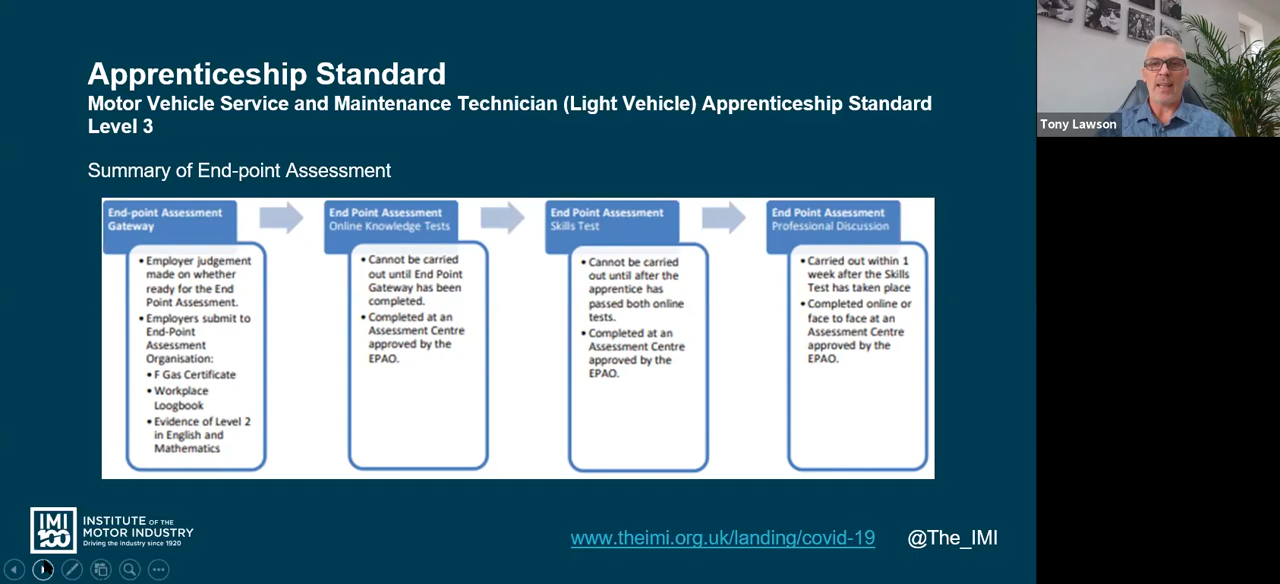 Apprenticeship Standard
Motor Vehicle Service and Maintenance Technician (Light Vehicle) Apprenticeship Standard
Level 3
Summary of End-point Assessment
End-point Assessment
Gateway
• Employer judgement
made on whether
ready for the End
Point Assessment.
• Employers submit to
End-Point
Assessment
Organisation:
• F Gas Certificate
• Workplace
Loogbook
• Evidence of Level 2
in English and
Mathematics
End Point Assessment
Online Knowledge Tests
• Cannot be carried
out until End Point
Gateway has been
completed.
• Completed at an
Assessment Centre
approved by the
EPAO.
End Point Assessment
Skills Test
• Cannot be carried
out until after the
apprentice has
passed both online
tests.
• Completed at an
Assessment Centre
approved by the
EPAO.
End Point Assessment
Professional Discussion
• Carried out within 1
week after the Skills
Test has taken place
• Completed online or
face to face at an
Assessment Centre
approved by the
EPAO.
IMI
100
INSTITUTE OF THE
MOTOR INDUSTRY
Driving the Industry since 1920
www.theimi.org.uk/landing/covid-19
@The_IMI
Tony Lawson